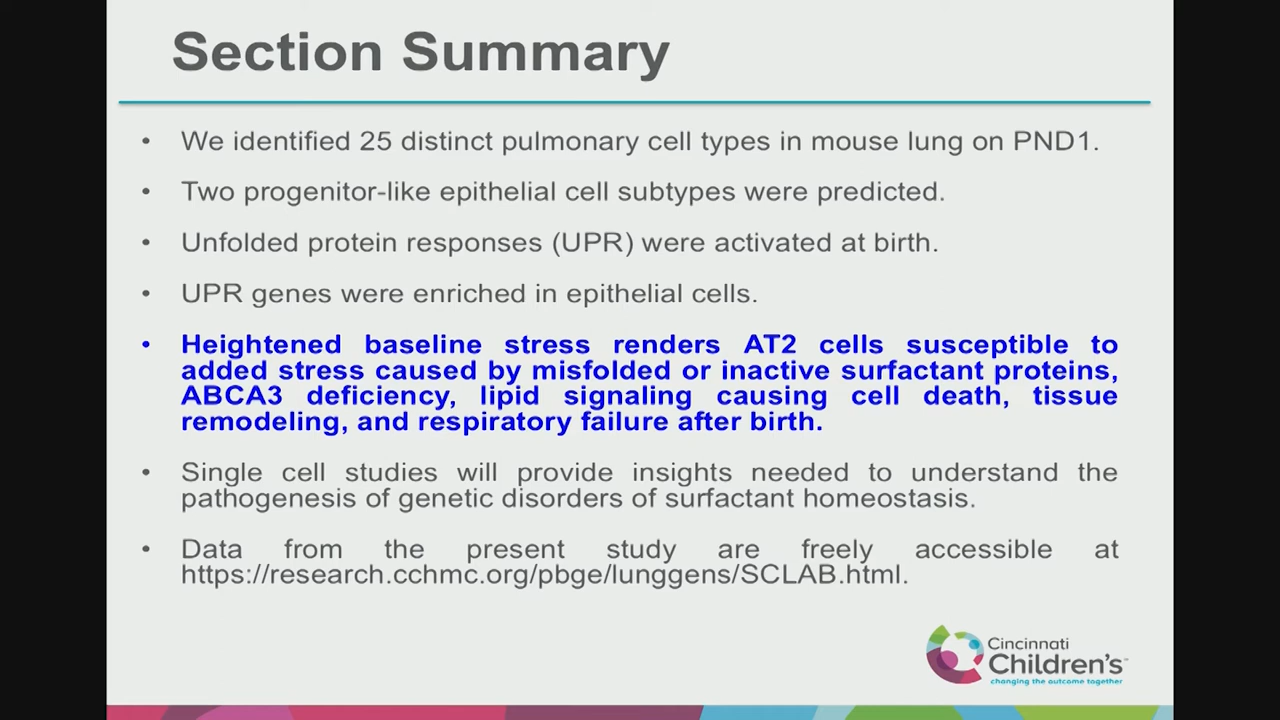 Section Summary
• We identified 25 distinct pulmonary cell types in mouse lung on PND1.
• Two progenitor-like epithelial cell subtypes were predicted.
• Unfolded protein responses (UPR) were activated at birth.
• UPR genes were enriched in epithelial cells.
• Heightened baseline stress renders AT2 cells susceptible to
added stress caused by misfolded or inactive surfactant proteins,
ABCA3 deficiency, lipid signaling causing cell death, tissue
remodeling, and respiratory failure after birth.
• Single cell studies will provide insights needed to understand the
pathogenesis of genetic disorders of surfactant homeostasis.
• Data from the present study are freely accessible at
https://research.cchmc.org/pbge/lunggens/SCLAB.html.
Cincinnati
Children's™
changing the outcome together